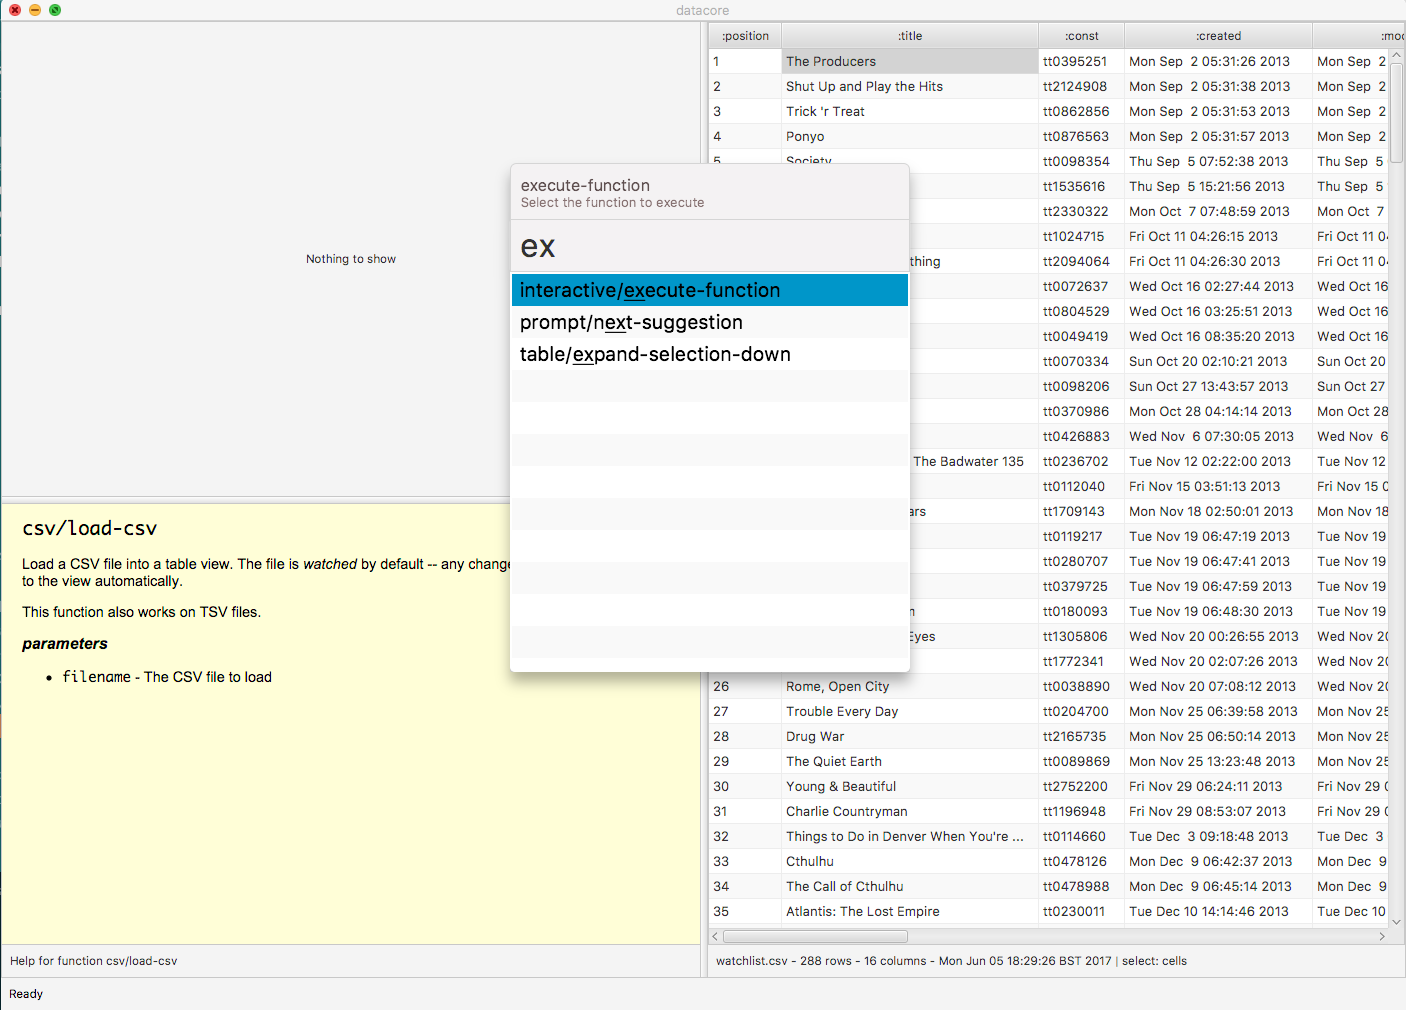 datacore
Nothing to show
csv/load-csv
Load a CSV file into a table view. The file is watched by default -- any change
to the view automatically.
This function also works on TSV files.
parameters
• filename - The CSV file to load
Help for function csv/load-csv
Ready
execute-function
Select the function to execute
ex
interactive/execute-function
prompt/next-suggestion
table/expand-selection-down
:position :title :const :created :mod
1 The Producers tt0395251 Mon Sep 2 05:31:26 2013 Mon Sep 2
2 Shut Up and Play the Hits tt2124908 Mon Sep 2 05:31:38 2013 Mon Sep 2
3 Trick 'r Treat tt0862856 Mon Sep 2 05:31:53 2013 Mon Sep 2
4 Ponyo tt0876563 Mon Sep 2 05:31:57 2013 Mon Sep 2
5 Society tt0098354 Thu Sep 5 07:52:38 2013 Thu Sep 5
tt1535616 Thu Sep 5 15:21:56 2013 Thu Sep 5
tt2330322 Mon Oct 7 07:48:59 2013 Mon Oct 7
tt1024715 Fri Oct 11 04:26:15 2013 Fri Oct 11 04
thing tt2094064 Fri Oct 11 04:26:30 2013 Fri Oct 11 04
tt0072637 Wed Oct 16 02:27:44 2013 Wed Oct 16
tt0804529 Wed Oct 16 03:25:51 2013 Wed Oct 16
tt0049419 Wed Oct 16 08:35:20 2013 Wed Oct 16
tt0070334 Sun Oct 20 02:10:21 2013 Sun Oct 20
tt0098206 Sun Oct 27 13:43:57 2013 Sun Oct 27
tt0370986 Mon Oct 28 04:14:14 2013 Mon Oct 28
tt0426883 Wed Nov 6 07:30:05 2013 Wed Nov 6
The Badwater 135 tt0236702 Tue Nov 12 02:22:00 2013 Tue Nov 12
tt0112040 Fri Nov 15 03:51:13 2013 Fri Nov 15 0
ars tt1709143 Mon Nov 18 02:50:01 2013 Mon Nov 18
tt0119217 Tue Nov 19 06:47:19 2013 Tue Nov 19
tt0280707 Tue Nov 19 06:47:41 2013 Tue Nov 19
tt0379725 Tue Nov 19 06:47:59 2013 Tue Nov 19
n tt0180093 Tue Nov 19 06:48:30 2013 Tue Nov 19
Eyes tt1305806 Wed Nov 20 00:26:55 2013 Wed Nov 20
tt1772341 Wed Nov 20 02:07:26 2013 Wed Nov 20
26 Rome, Open City tt0038890 Wed Nov 20 07:08:12 2013 Wed Nov 20
27 Trouble Every Day tt0204700 Mon Nov 25 06:39:58 2013 Mon Nov 25
28 Drug War tt2165735 Mon Nov 25 06:50:14 2013 Mon Nov 25
29 The Quiet Earth tt0089869 Mon Nov 25 13:23:48 2013 Mon Nov 25
30 Young & Beautiful tt2752200 Fri Nov 29 06:24:11 2013 Fri Nov 29 0
31 Charlie Countryman tt1196948 Fri Nov 29 08:53:07 2013 Fri Nov 29 0
32 Things to Do in Denver When You're ... tt0114660 Tue Dec 3 09:18:48 2013 Tue Dec 3
33 Cthulhu tt0478126 Mon Dec 9 06:42:37 2013 Mon Dec 9
34 The Call of Cthulhu tt0478988 Mon Dec 9 06:45:14 2013 Mon Dec 9
35 Atlantis: The Lost Empire tt0230011 Tue Dec 10 14:14:46 2013 Tue Dec 10
watchlist.csv - 288 rows - 16 columns - Mon Jun 05 18:29:26 BST 2017 | select: cells